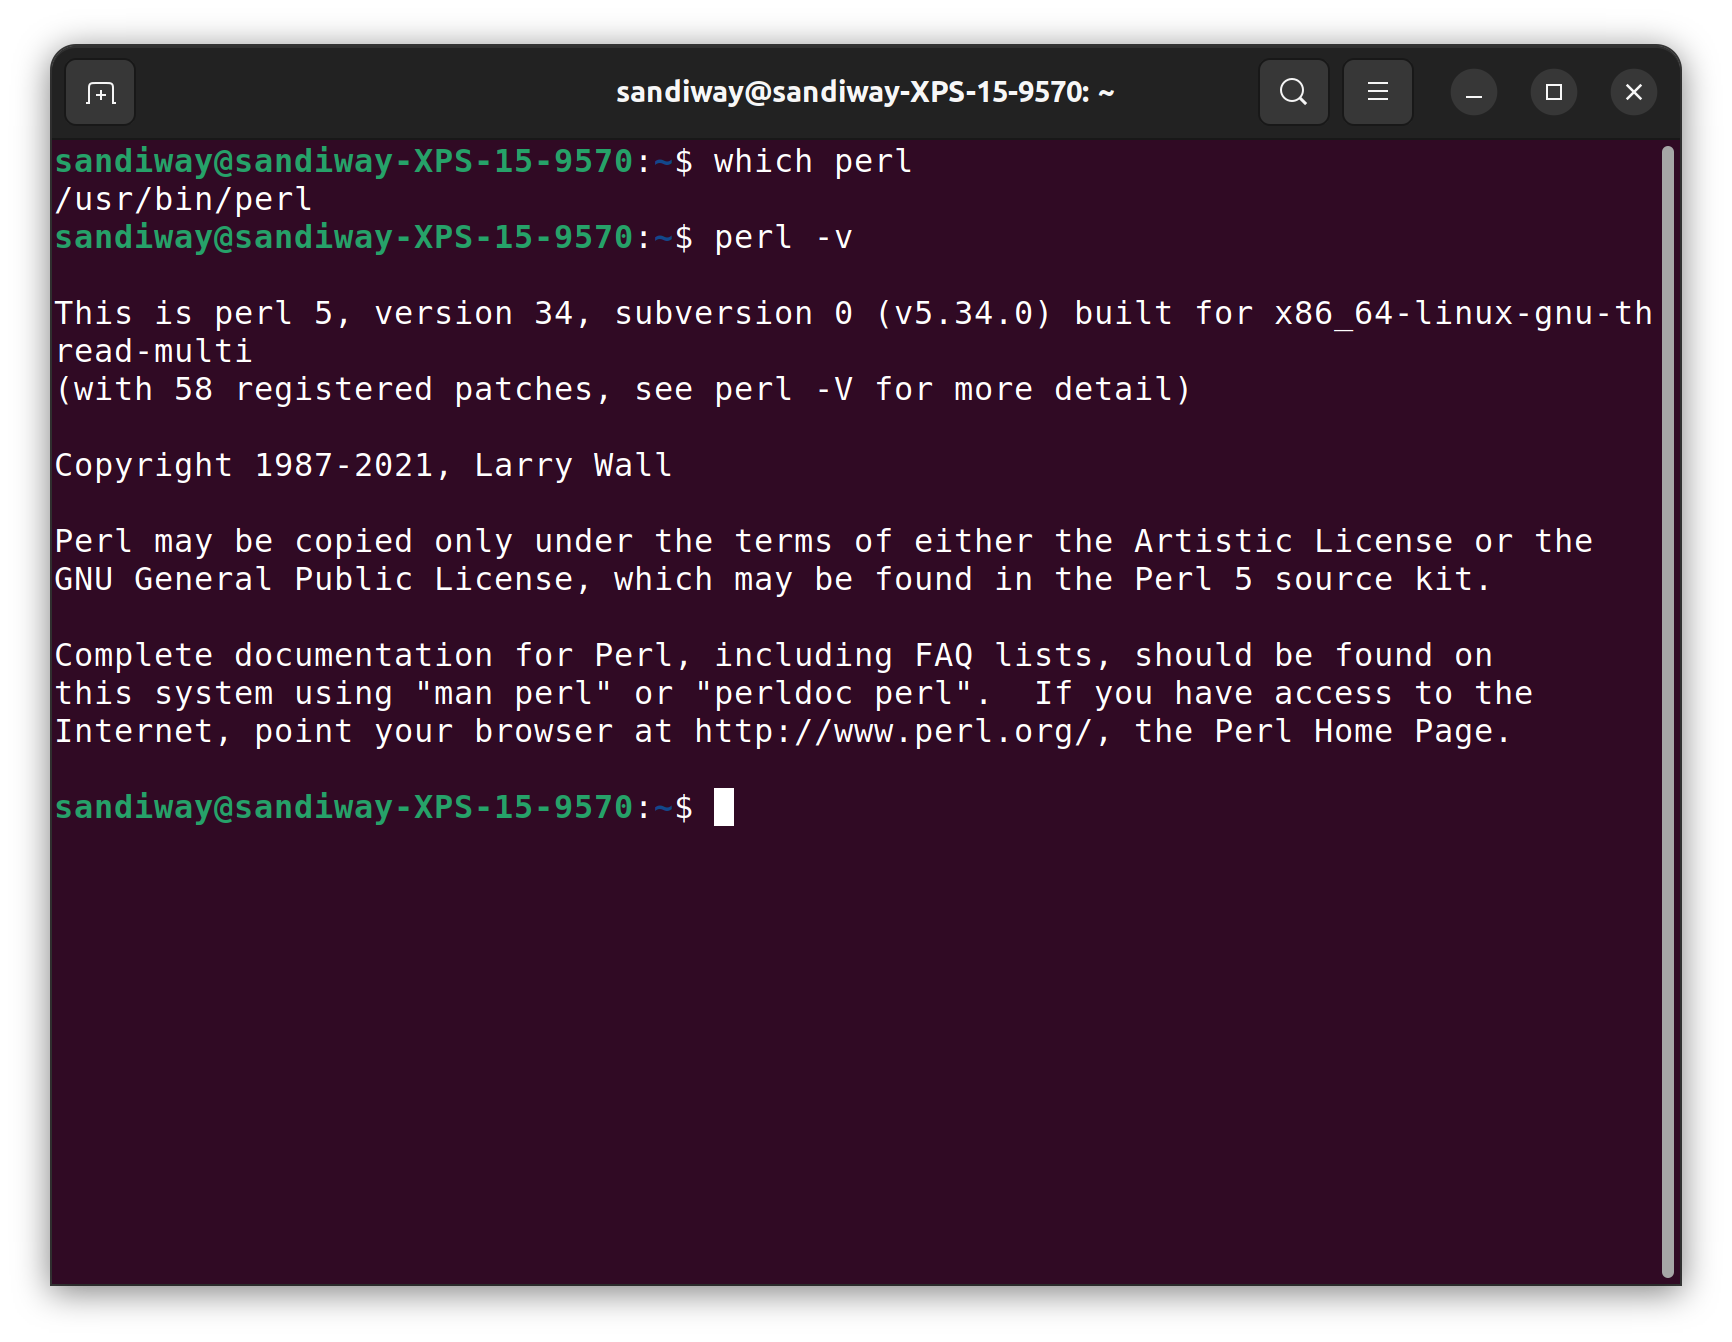 sandiway@sandiway-XPS-15-9570: ~
sandiway@sandiway-XPS-15-9570:~$ which perl
/usr/bin/perl
sandiway@sandiway-XPS-15-9570:~$ perl -v
This is perl 5, version 34, subversion 0 (v5.34.0) built for x86_64-linux-gnu-th
read-multi
(with 58 registered patches, see perl -V for more detail)
Copyright 1987-2021, Larry Wall
Perl may be copied only under the terms of either the Artistic License or the
GNU General Public License, which may be found in the Perl 5 source kit.
Complete documentation for Perl, including FAQ lists, should be found on
this system using "man perl" or "perldoc perl".  If you have access to the
Internet, point your browser at http://www.perl.org/, the Perl Home Page.
sandiway@sandiway-XPS-15-9570:~$